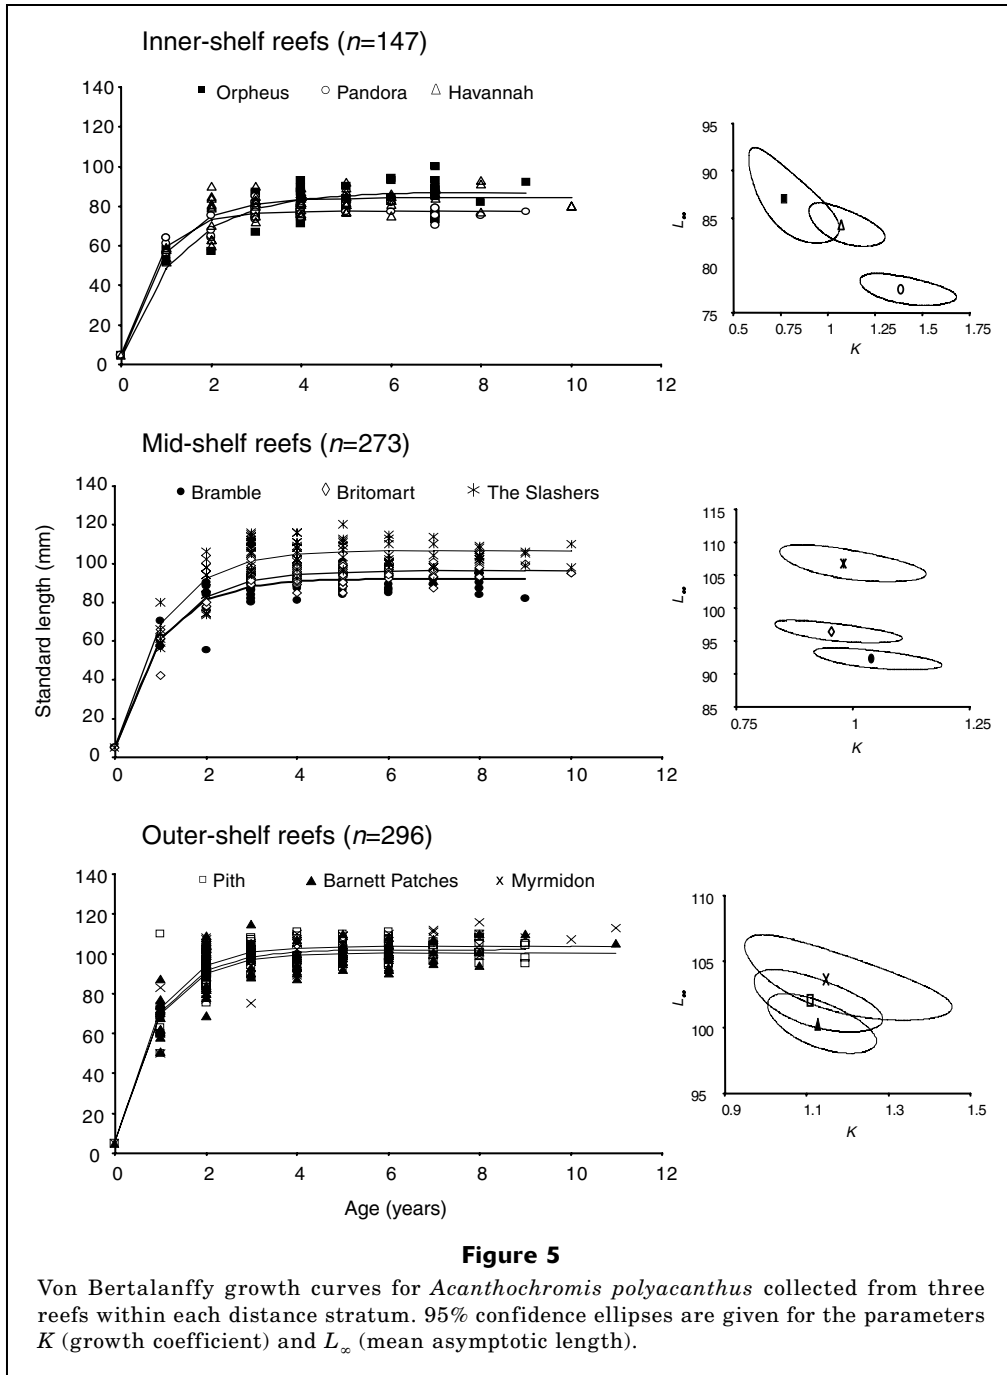 Inner-shelf reefs (n=147)
■ Orpheus ○ Pandora △ Havannah
140
120
100
80
60
40
20
0
0 2 4 6 8 10 12
95
90
85
80
75
L∞
0.5 0.75 1 1.25 1.5 1.75
K
Mid-shelf reefs (n=273)
● Bramble ◇ Britomart ✳ The Slashers
140
120
100
80
60
40
20
0
Standard length (mm)
0 2 4 6 8 10 12
115
110
105
100
95
90
85
L∞
0.75 1 1.25
K
Outer-shelf reefs (n=296)
□ Pith ▲ Barnett Patches × Myrmidon
140
120
100
80
60
40
20
0
0 2 4 6 8 10 12
Age (years)
110
105
100
95
L∞
0.9 1.1 1.3 1.5
K
Figure 5
Von Bertalanffy growth curves for Acanthochromis polyacanthus collected from three
reefs within each distance stratum. 95% confidence ellipses are given for the parameters
K (growth coefficient) and L∞ (mean asymptotic length).